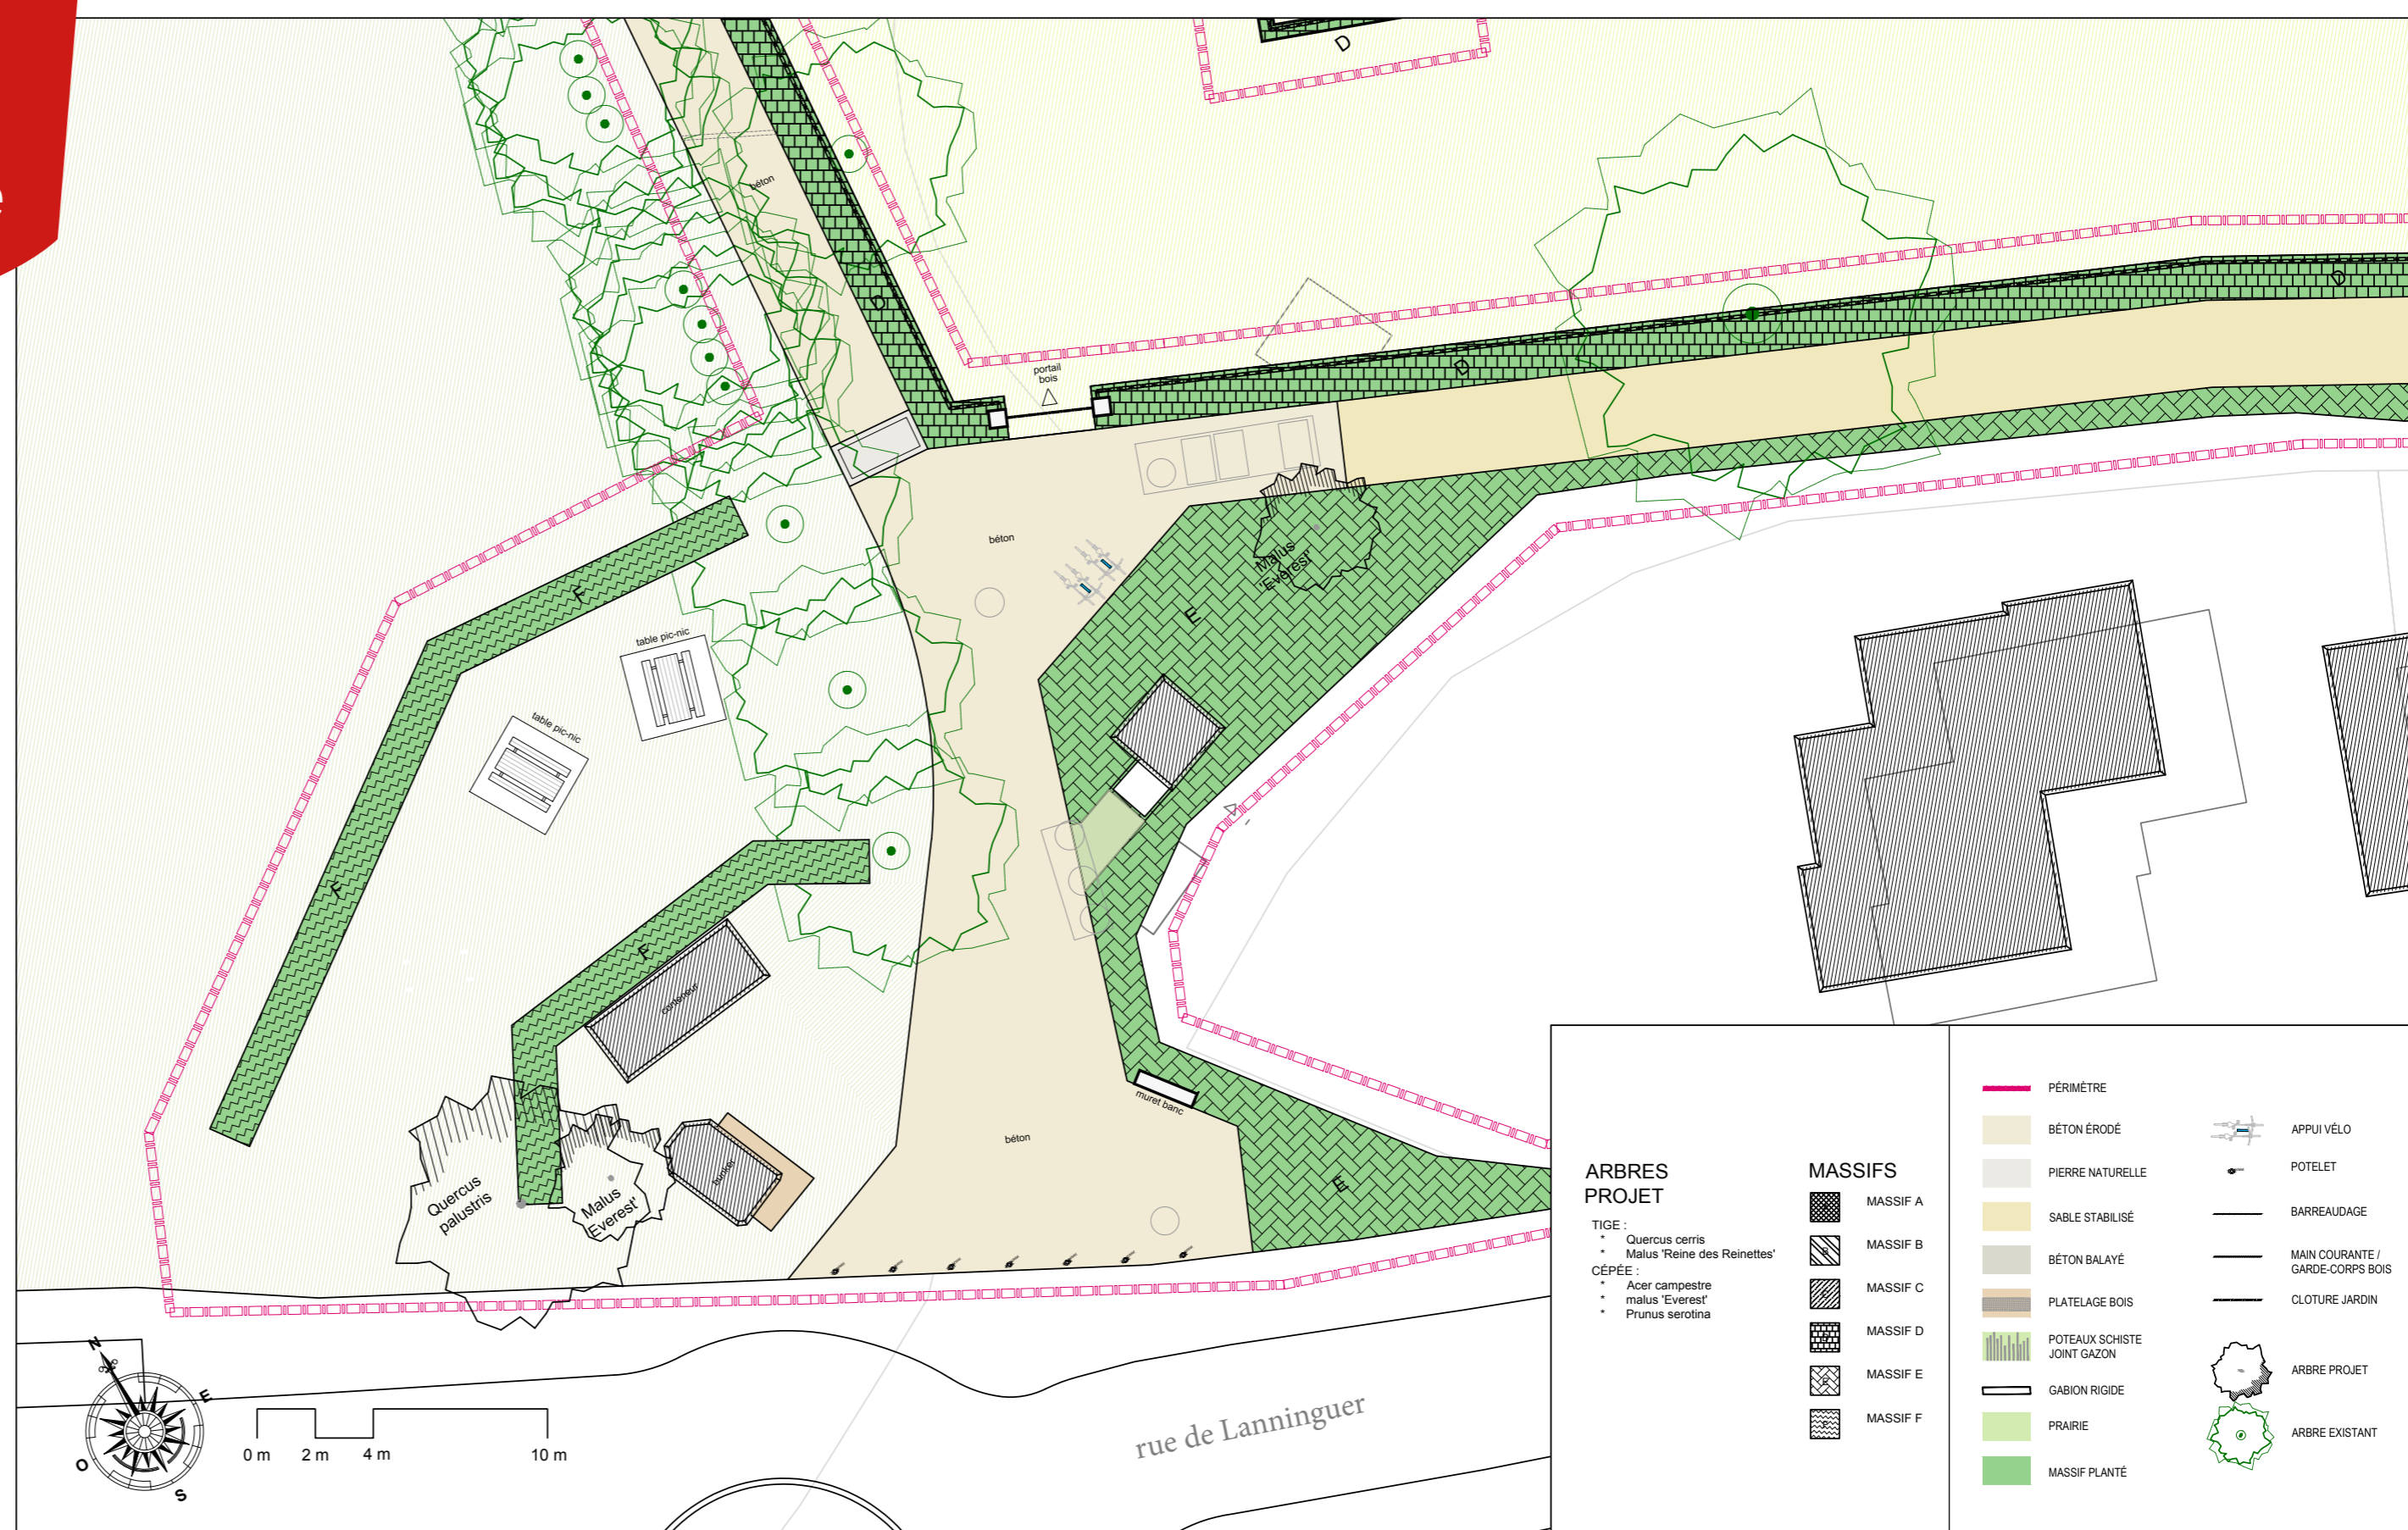 e
D
béton
D
D
portail
bois
D
béton
Malus
'Everest'
F
E
table pic-nic
table pic-nic
F
F
conteneur
muret banc
béton
bunker
Quercus
palustris
Malus
'Everest'
E
rue de Lanninguer
N
E
O
S
0 m 2 m 4 m 10 m
ARBRES
PROJET
TIGE :
* Quercus cerris
* Malus 'Reine des Reinettes'
CÉPÉE :
* Acer campestre
* malus 'Everest'
* Prunus serotina
MASSIFS
MASSIF A
B MASSIF B
C MASSIF C
D MASSIF D
E MASSIF E
F MASSIF F
PÉRIMÈTRE
BÉTON ÉRODÉ
PIERRE NATURELLE
SABLE STABILISÉ
BÉTON BALAYÉ
PLATELAGE BOIS
POTEAUX SCHISTE
JOINT GAZON
GABION RIGIDE
PRAIRIE
MASSIF PLANTÉ
APPUI VÉLO
POTELET
BARREAUDAGE
MAIN COURANTE /
GARDE-CORPS BOIS
CLOTURE JARDIN
ARBRE PROJET
ARBRE EXISTANT